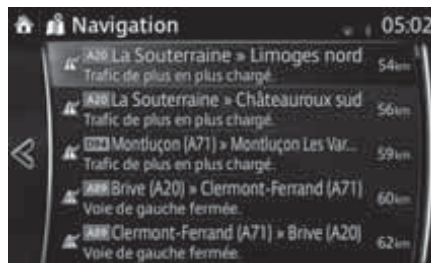 Navigation 05:02
A20 La Souterraine » Limoges nord
Trafic de plus en plus chargé. 54km
A20 La Souterraine » Châteauroux sud
Trafic de plus en plus chargé. 56km
Montluçon (A71) » Montluçon Les Var...
Trafic de plus en plus chargé. 59km
A89 Brive (A20) » Clermont-Ferrand (A71)
Voie de gauche fermée. 60km
A89 Clermont-Ferrand (A71) » Brive (A20)
Voie de gauche fermée. 62km